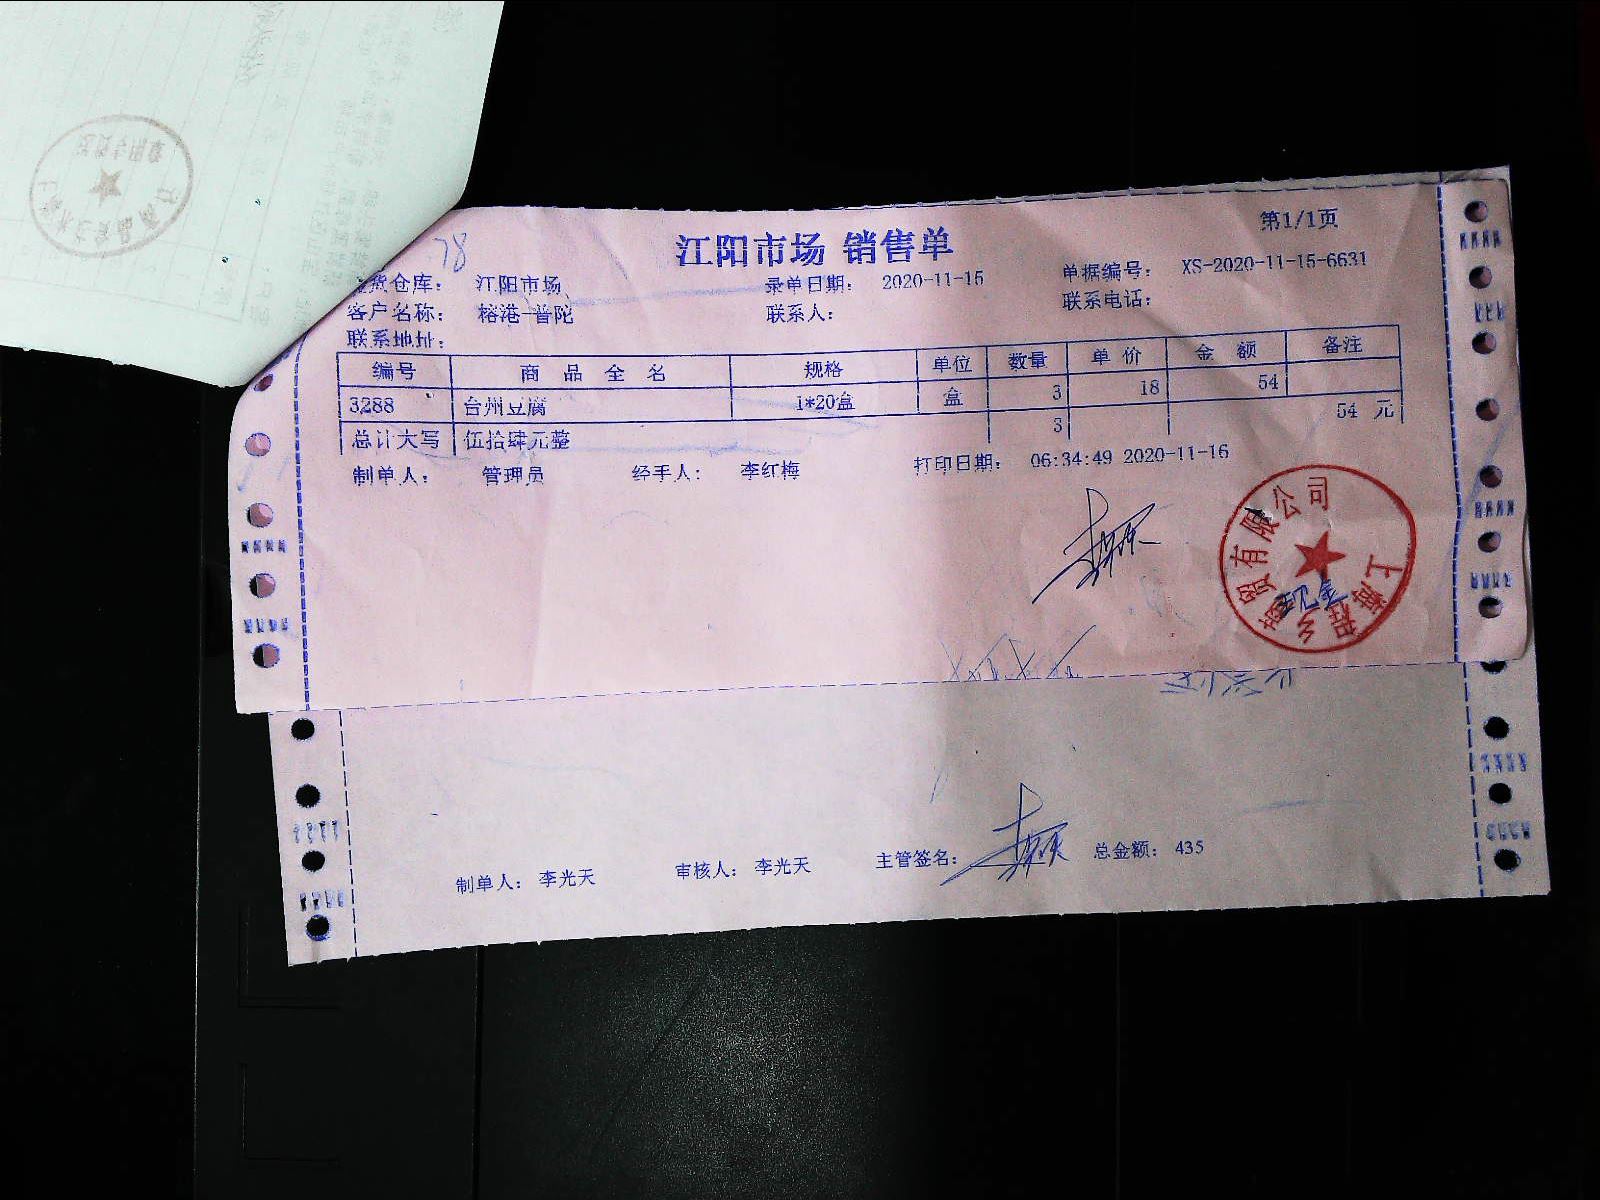 78
江阳市场 销售单
第1/1页
货仓库: 江阳市场 录单日期: 2020-11-15 单据编号: XS-2020-11-15-6631
客户名称: 榕港-普陀 联系人: 联系电话:
联系地址:
编号 商品全名 规格 单位 数量 单价 金额 备注
3288 台州豆腐 1*20盒 盒 3 18 54
总计大写 伍拾肆元整 3 54 元
制单人: 管理员 经手人: 李红梅 打印日期: 06:34:49 2020-11-16
贸有限公司
上海
制单人: 李光天 审核人: 李光天 主管签名: 总金额: 435